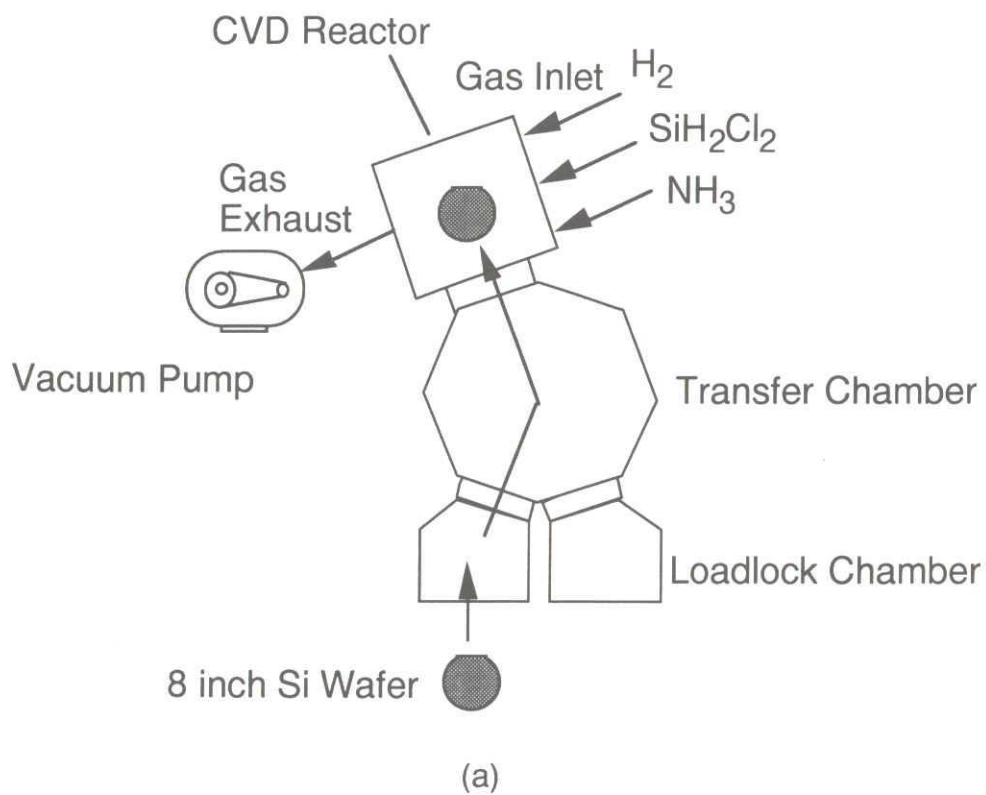 CVD Reactor
Gas Inlet
H2
SiH2Cl2
NH3
Gas
Exhaust
Vacuum Pump
Transfer Chamber
Loadlock Chamber
8 inch Si Wafer
(a)